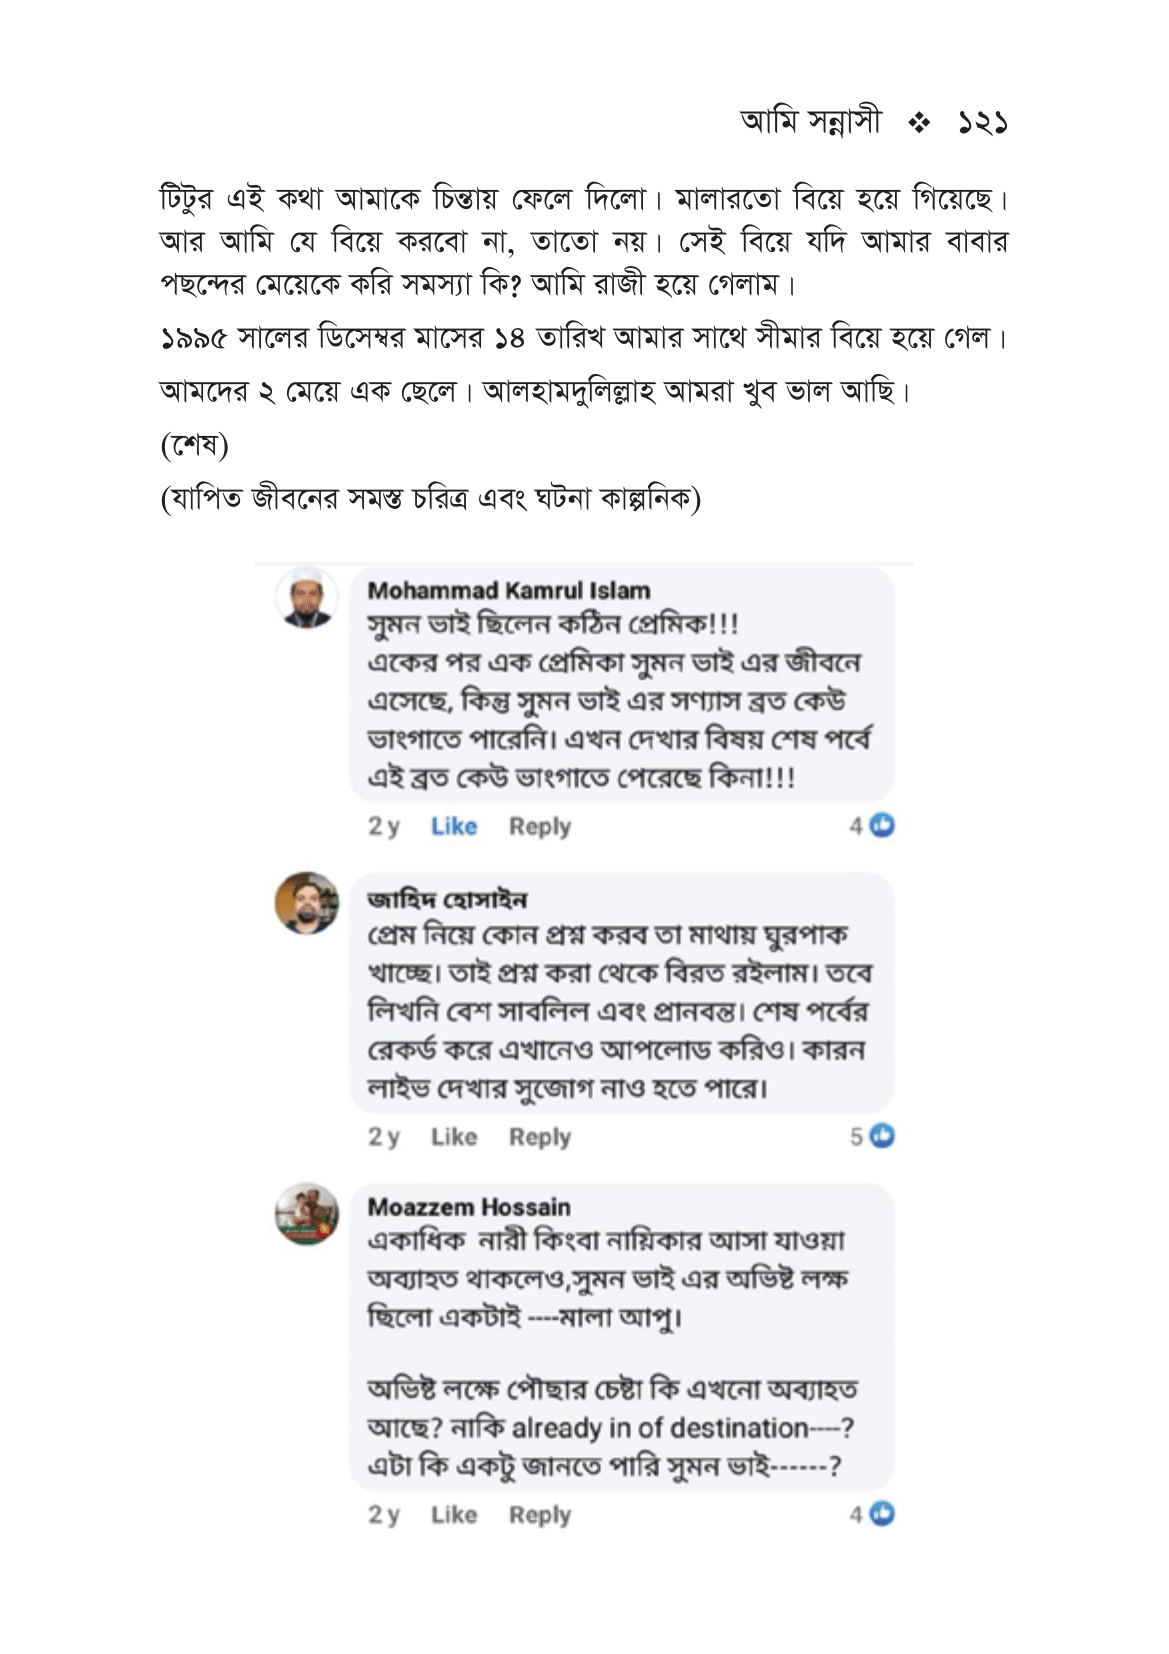 আমি সন্নাসী ❖ ১২১
টিটুর এই কথা আমাকে চিন্তায় ফেলে দিলো। মালারতো বিয়ে হয়ে গিয়েছে।
আর আমি যে বিয়ে করবো না, তাতো নয়। সেই বিয়ে যদি আমার বাবার
পছন্দের মেয়েকে করি সমস্যা কি? আমি রাজী হয়ে গেলাম।
১৯৯৫ সালের ডিসেম্বর মাসের ১৪ তারিখ আমার সাথে সীমার বিয়ে হয়ে গেল।
আমদের ২ মেয়ে এক ছেলে। আলহামদুলিল্লাহ আমরা খুব ভাল আছি।
(শেষ)
(যাপিত জীবনের সমস্ত চরিত্র এবং ঘটনা কাল্পনিক)
Mohammad Kamrul Islam
সুমন ভাই ছিলেন কঠিন প্রেমিক!!!
একের পর এক প্রেমিকা সুমন ভাই এর জীবনে
এসেছে, কিন্তু সুমন ভাই এর সণ্যাস ব্রত কেউ
ভাংগাতে পারেনি। এখন দেখার বিষয় শেষ পর্বে
এই ব্রত কেউ ভাংগাতে পেরেছে কিনা!!!
2 y Like Reply 4
জাহিদ হোসাইন
প্রেম নিয়ে কোন প্রশ্ন করব তা মাথায় ঘুরপাক
খাচ্ছে। তাই প্রশ্ন করা থেকে বিরত রইলাম। তবে
লিখনি বেশ সাবলিল এবং প্রানবন্ত। শেষ পর্বের
রেকর্ড করে এখানেও আপলোড করিও। কারন
লাইভ দেখার সুজোগ নাও হতে পারে।
2 y Like Reply 5
Moazzem Hossain
একাধিক নারী কিংবা নায়িকার আসা যাওয়া
অব্যাহত থাকলেও,সুমন ভাই এর অভিষ্ট লক্ষ
ছিলো একটাই ----মালা আপু।
অভিষ্ট লক্ষে পৌছার চেষ্টা কি এখনো অব্যাহত
আছে? নাকি already in of destination----?
এটা কি একটু জানতে পারি সুমন ভাই------?
2 y Like Reply 4